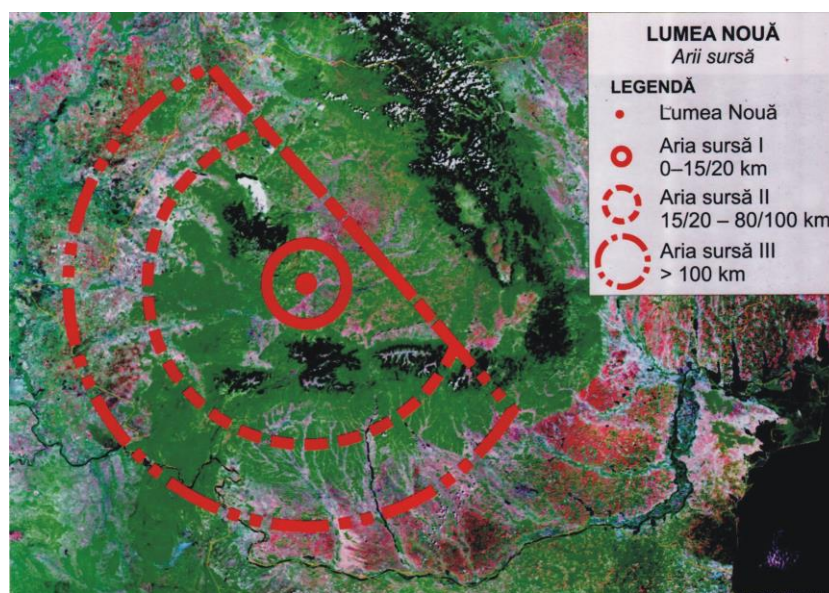 LUMEA NOUĂ
Arii sursă
LEGENDĂ
Lumea Nouă
Aria sursă I
0–15/20 km
Aria sursă II
15/20 – 80/100 km
Aria sursă III
> 100 km